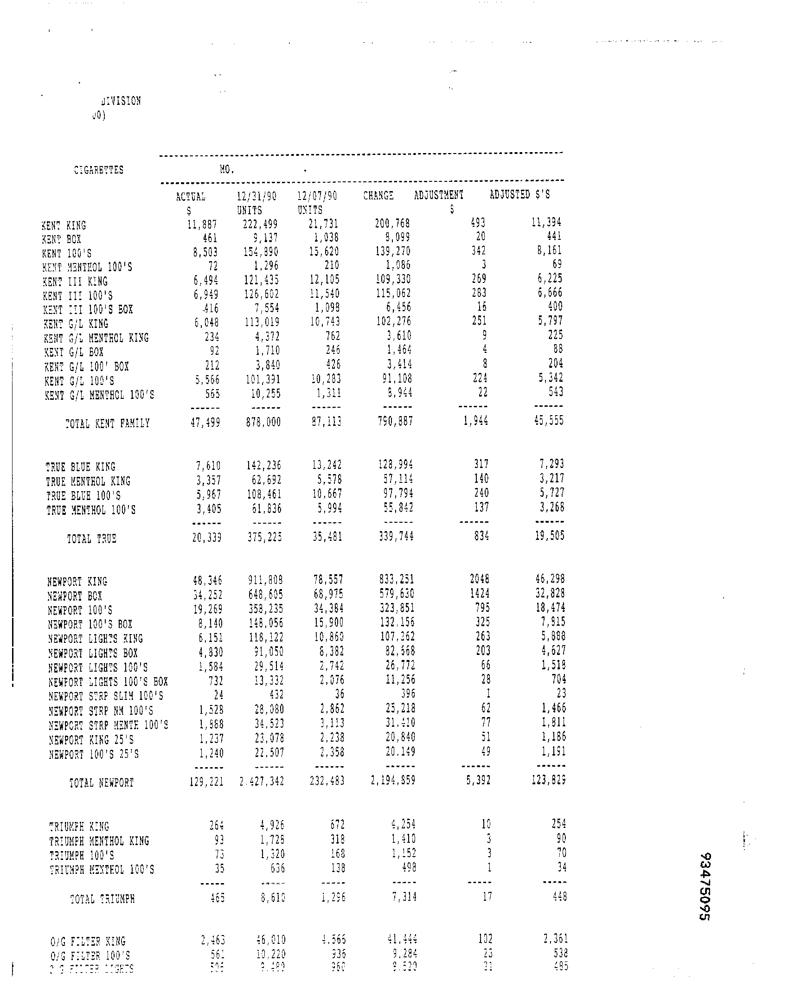 DIVISION
00)
CIGARETTES MO.
ACTUAL 12/31/90 12/07/90 CHANGE ADJUSTMENT ADJUSTED $'S
$ UNITS UNITS $
KENT KING 11,887 222,499 21,731 200,768 493 11,394
KENT BOX 461 9,137 1,038 8,099 20 441
KENT 100'S 8,503 154,890 15,620 139,270 342 8,161
KENT MENTHOL 100'S 72 1,296 210 1,086 3 69
KENT III KING 6,494 121,435 12,105 109,330 269 6,225
KENT III 100'S 6,949 126,602 11,540 115,062 283 6,666
KENT III 100'S BOX 416 7,554 1,098 6,456 16 400
KENT G/L KING 6,048 113,019 10,743 102,276 251 5,797
KENT G/L MENTHOL KING 234 4,372 762 3,610 9 225
KENT G/L BOX 92 1,710 246 1,464 4 88
KENT G/L 100' BOX 212 3,840 426 3,414 8 204
KENT G/L 100'S 5,566 101,391 10,283 91,108 224 5,342
KENT G/L MENTHOL 100'S 565 10,255 1,311 8,944 22 543
TOTAL KENT FAMILY 47,499 878,000 87,113 790,887 1,944 45,555
TRUE BLUE KING 7,610 142,236 13,242 128,994 317 7,293
TRUE MENTHOL KING 3,357 62,692 5,578 57,114 140 3,217
TRUE BLUE 100'S 5,967 108,461 10,667 97,794 240 5,727
TRUE MENTHOL 100'S 3,405 61,836 5,994 55,842 137 3,268
TOTAL TRUE 20,339 375,225 35,481 339,744 834 19,505
NEWPORT KING 48,346 911,808 78,557 833,251 2048 46,298
NEWPORT BOX 34,252 648,605 68,975 579,630 1424 32,828
NEWPORT 100'S 19,269 358,235 34,384 323,851 795 18,474
NEWPORT 100'S BOX 8,140 148,056 15,900 132,156 325 7,815
NEWPORT LIGHTS KING 6,151 118,122 10,860 107,262 263 5,888
NEWPORT LIGHTS BOX 4,830 91,050 8,382 82,668 203 4,627
NEWPORT LIGHTS 100'S 1,584 29,514 2,742 26,772 66 1,518
NEWPORT LIGHTS 100'S BOX 732 13,332 2,076 11,256 28 704
NEWPORT STRP SLIM 100'S 24 432 36 396 1 23
NEWPORT STRP NM 100'S 1,528 28,080 2,862 25,218 62 1,466
NEWPORT STRP MENTH 100'S 1,888 34,523 3,113 31,410 77 1,811
NEWPORT KING 25'S 1,237 23,078 2,238 20,840 51 1,186
NEWPORT 100'S 25'S 1,240 22,507 2,358 20,149 49 1,191
TOTAL NEWPORT 129,221 2,427,342 232,483 2,194,859 5,392 123,829
TRIUMPH KING 264 4,926 672 4,254 10 254
TRIUMPH MENTHOL KING 93 1,728 318 1,410 3 90
TRIUMPH 100'S 73 1,320 168 1,152 3 70
TRIUMPH MENTHOL 100'S 35 636 138 498 1 34
TOTAL TRIUMPH 465 8,610 1,296 7,314 17 448
O/G FILTER KING 2,463 46,010 4,565 41,444 102 2,361
O/G FILTER 100'S 561 10,220 936 9,284 23 538
FILTER LIGHTS 960 485
93475095